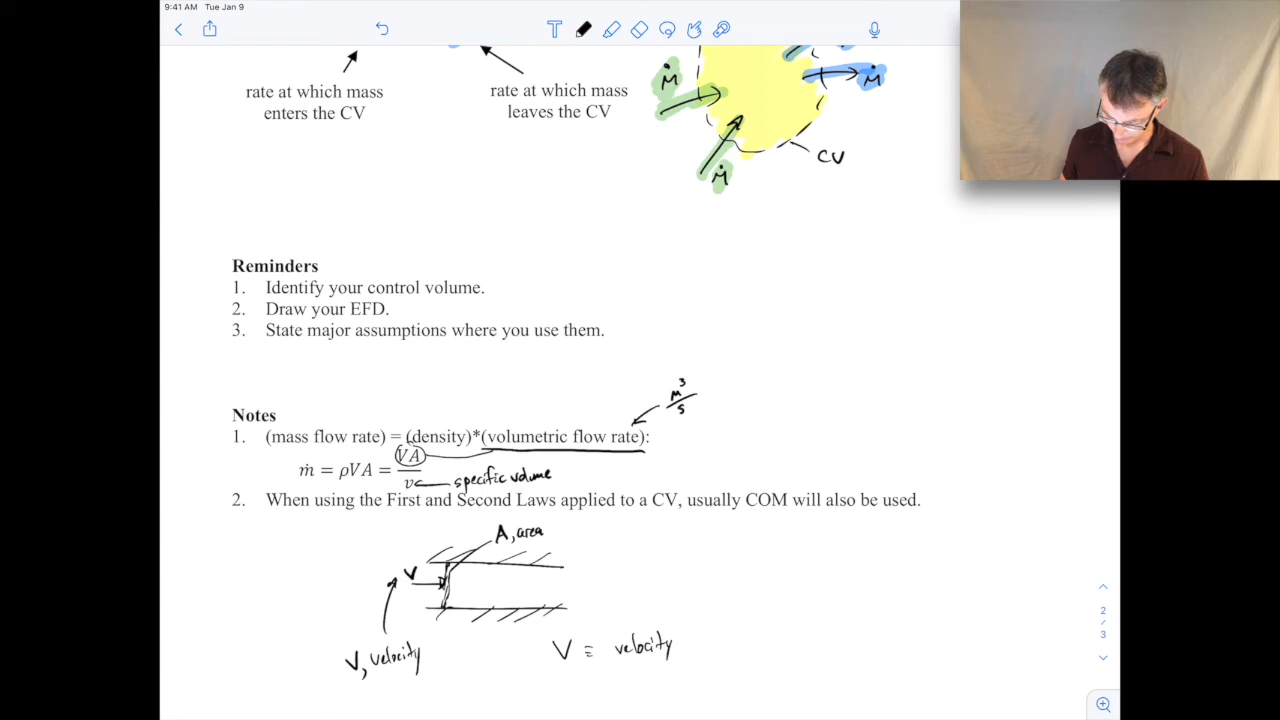 9:41 AM Tue Jan 9
T
rate at which mass
enters the CV
rate at which mass
leaves the CV
ṁ
ṁ
ṁ
CV
Reminders
1. Identify your control volume.
2. Draw your EFD.
3. State major assumptions where you use them.
m³/s
Notes
1. (mass flow rate) = (density)*(volumetric flow rate):
ṁ = ρVA = VA/v
specific volume
2. When using the First and Second Laws applied to a CV, usually COM will also be used.
A, area
V
V, velocity
V ≡ velocity
2
/
3